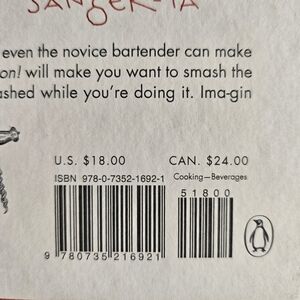 SANGER-IA
even the novice bartender can make
on! will make you want to smash the
ashed while you're doing it. Ima-gin
U.S. $18.00 CAN. $24.00
ISBN 978-0-7352-1692-1 Cooking—Beverages
51800
9 780735 216921